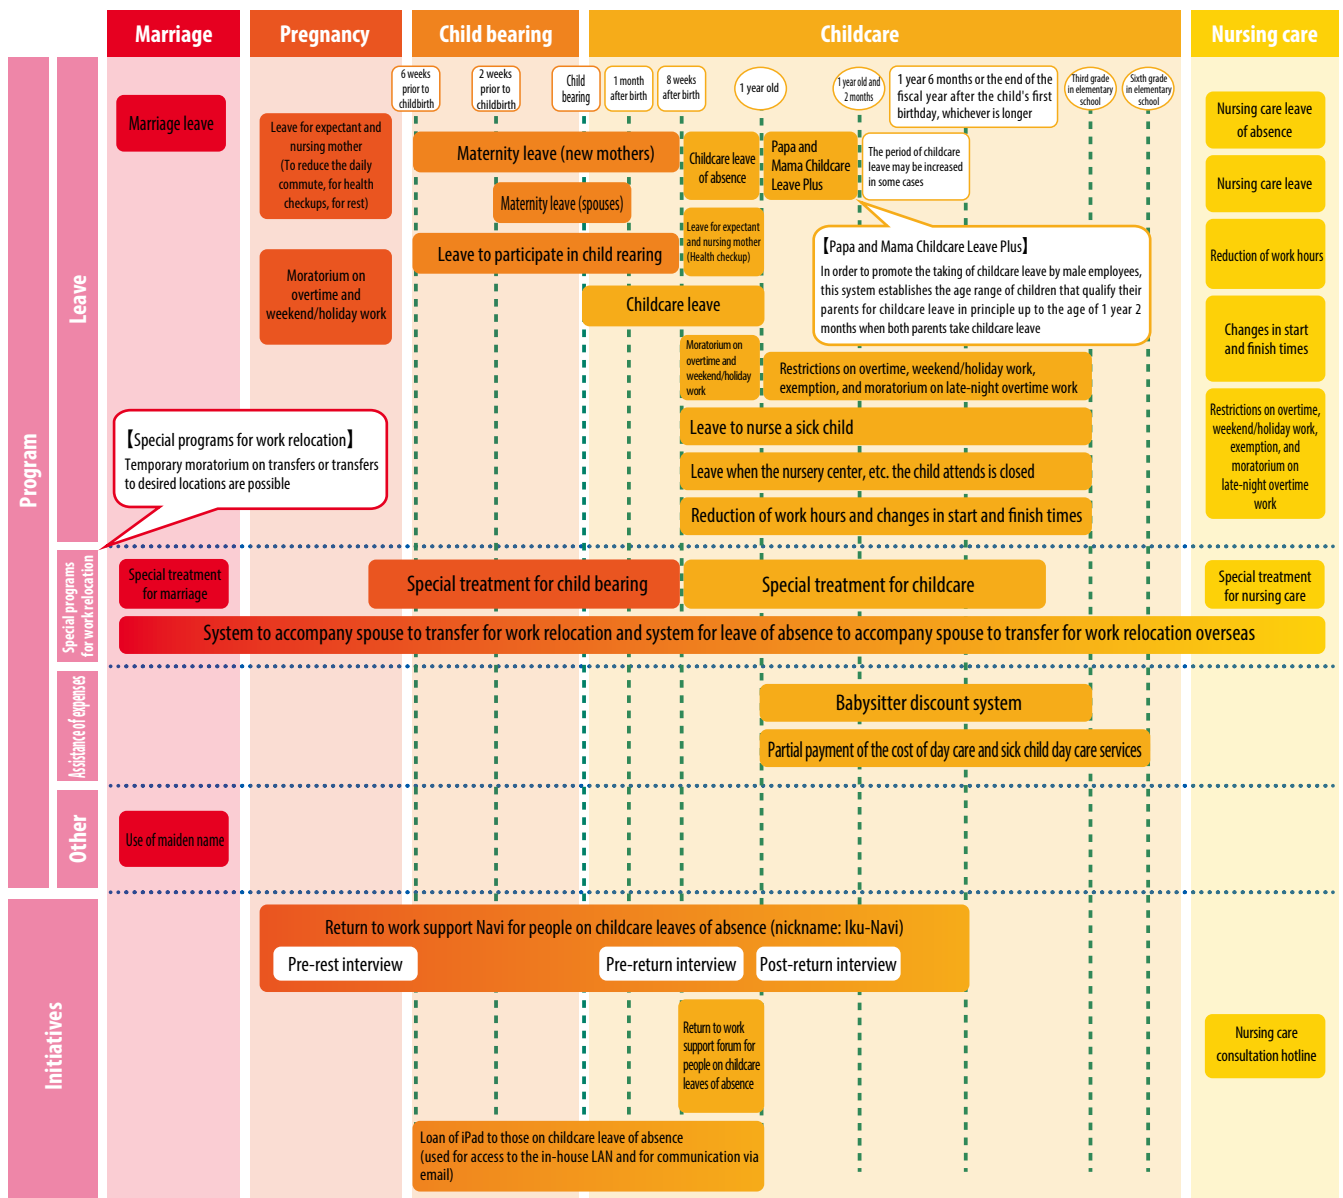 Marriage
Pregnancy
Child bearing
Childcare
Nursing care
Program
Leave
6 weeks
prior to
childbirth
2 weeks
prior to
childbirth
Child
bearing
1 month
after birth
8 weeks
after birth
1 year old
1 year old and
2 months
1 year 6 months or the end of the
fiscal year after the child's first
birthday, whichever is longer
Third grade
in elementary
school
Sixth grade
in elementary
school
Marriage leave
Leave for expectant and
nursing mother
(To reduce the daily
commute, for health
checkups, for rest)
Moratorium on
overtime and
weekend/holiday work
Maternity leave (new mothers)
Maternity leave (spouses)
Leave to participate in child rearing
Childcare leave
Childcare leave
of absence
Papa and
Mama Childcare
Leave Plus
The period of childcare
leave may be increased
in some cases
Leave for expectant
and nursing mother
(Health checkup)
【Papa and Mama Childcare Leave Plus】
In order to promote the taking of childcare leave by male employees,
this system establishes the age range of children that qualify their
parents for childcare leave in principle up to the age of 1 year 2
months when both parents take childcare leave
Moratorium on
overtime and
weekend/holiday
work
Restrictions on overtime, weekend/holiday work,
exemption, and moratorium on late-night overtime work
Leave to nurse a sick child
Leave when the nursery center, etc. the child attends is closed
Reduction of work hours and changes in start and finish times
Nursing care leave
of absence
Nursing care leave
Reduction of work hours
Changes in start
and finish times
Restrictions on overtime,
weekend/holiday work,
exemption, and
moratorium on
late-night overtime
work
【Special programs for work relocation】
Temporary moratorium on transfers or transfers
to desired locations are possible
Special programs
for work relocation
Special treatment
for marriage
Special treatment for child bearing
Special treatment for childcare
Special treatment
for nursing care
System to accompany spouse to transfer for work relocation and system for leave of absence to accompany spouse to transfer for work relocation overseas
Assistance of expenses
Babysitter discount system
Partial payment of the cost of day care and sick child day care services
Other
Use of maiden name
Initiatives
Return to work support Navi for people on childcare leaves of absence (nickname: Iku-Navi)
Pre-rest interview
Pre-return interview
Post-return interview
Return to work
support forum for
people on childcare
leaves of absence
Nursing care
consultation hotline
Loan of iPad to those on childcare leave of absence
(used for access to the in-house LAN and for communication via
email)